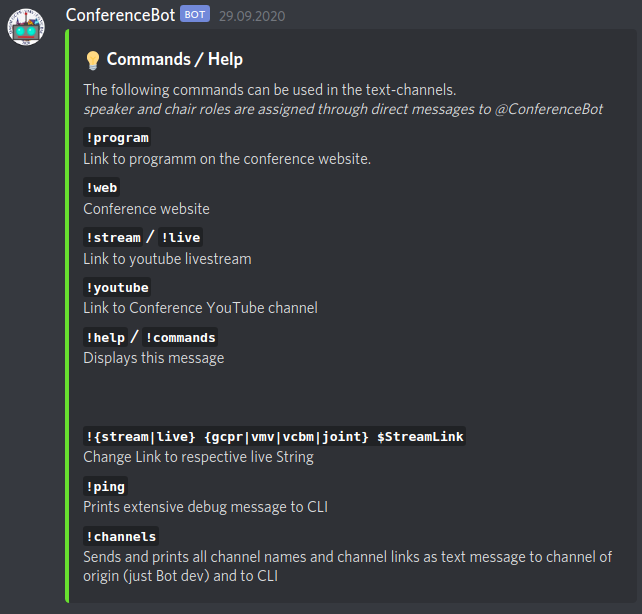 ConferenceBot BOT 29.09.2020
Commands / Help
The following commands can be used in the text-channels.
speaker and chair roles are assigned through direct messages to @ConferenceBot
!program
Link to programm on the conference website.
!web
Conference website
!stream / !live
Link to youtube livestream
!youtube
Link to Conference YouTube channel
!help / !commands
Displays this message
!{stream|live} {gcpr|vmv|vcbm|joint} $StreamLink
Change Link to respective live String
!ping
Prints extensive debug message to CLI
!channels
Sends and prints all channel names and channel links as text message to channel of
origin (just Bot dev) and to CLI